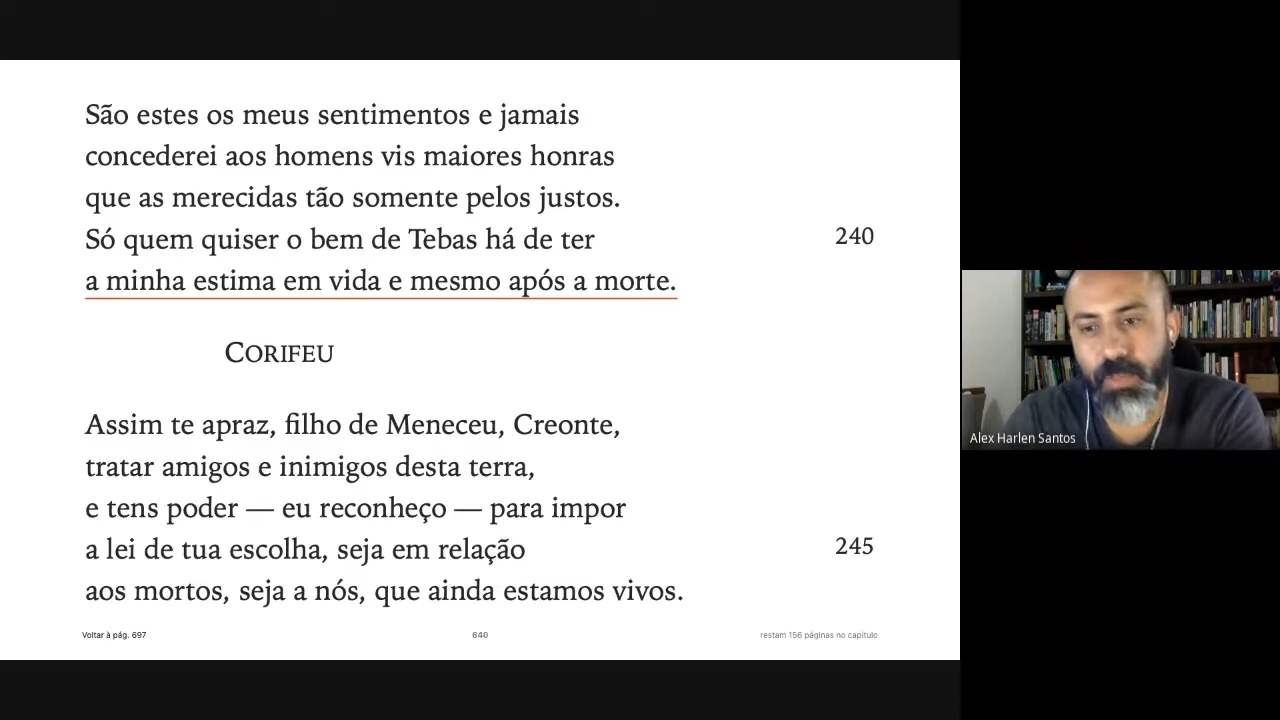 São estes os meus sentimentos e jamais
concederei aos homens vis maiores honras
que as merecidas tão somente pelos justos.
Só quem quiser o bem de Tebas há de ter 240
a minha estima em vida e mesmo após a morte.
CORIFEU
Assim te apraz, filho de Meneceu, Creonte,
tratar amigos e inimigos desta terra,
e tens poder — eu reconheço — para impor
a lei de tua escolha, seja em relação 245
aos mortos, seja a nós, que ainda estamos vivos.
Voltar à pág. 697 640 restam 156 páginas no capítulo
Alex Harlen Santos